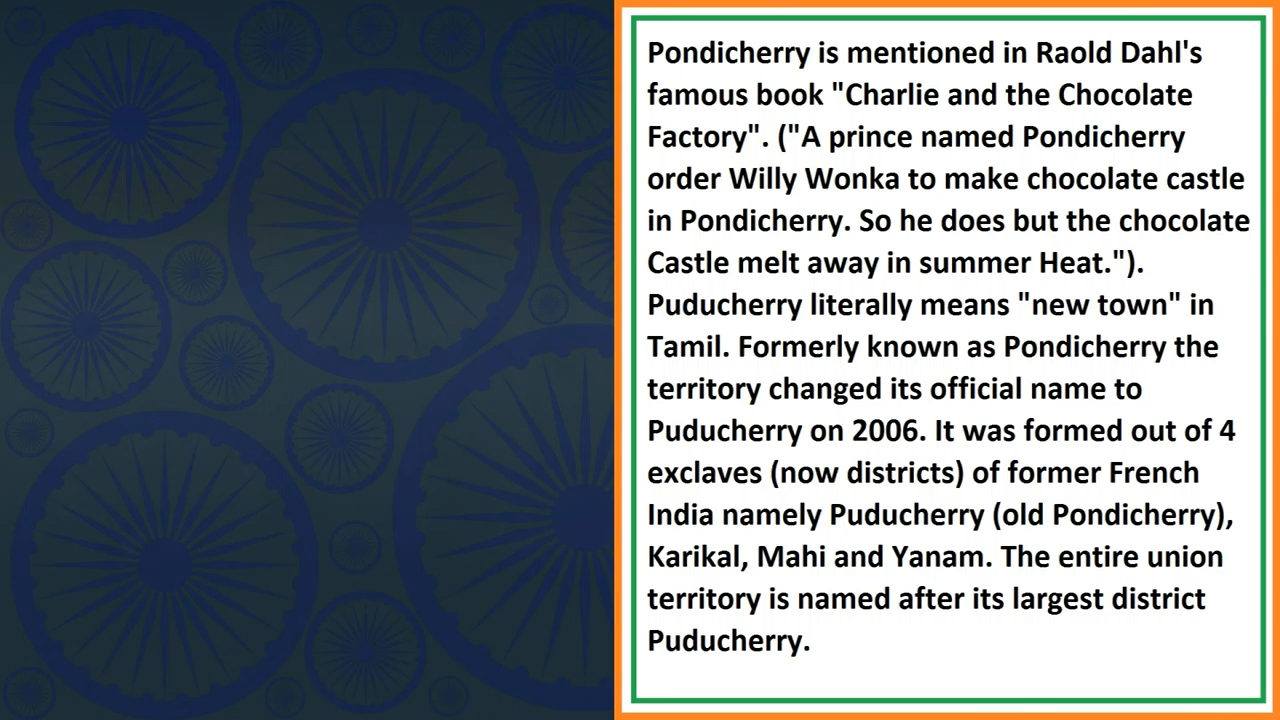 Pondicherry is mentioned in Raold Dahl's
famous book "Charlie and the Chocolate
Factory". ("A prince named Pondicherry
order Willy Wonka to make chocolate castle
in Pondicherry. So he does but the chocolate
Castle melt away in summer Heat.").
Puducherry literally means "new town" in
Tamil. Formerly known as Pondicherry the
territory changed its official name to
Puducherry on 2006. It was formed out of 4
exclaves (now districts) of former French
India namely Puducherry (old Pondicherry),
Karikal, Mahi and Yanam. The entire union
territory is named after its largest district
Puducherry.